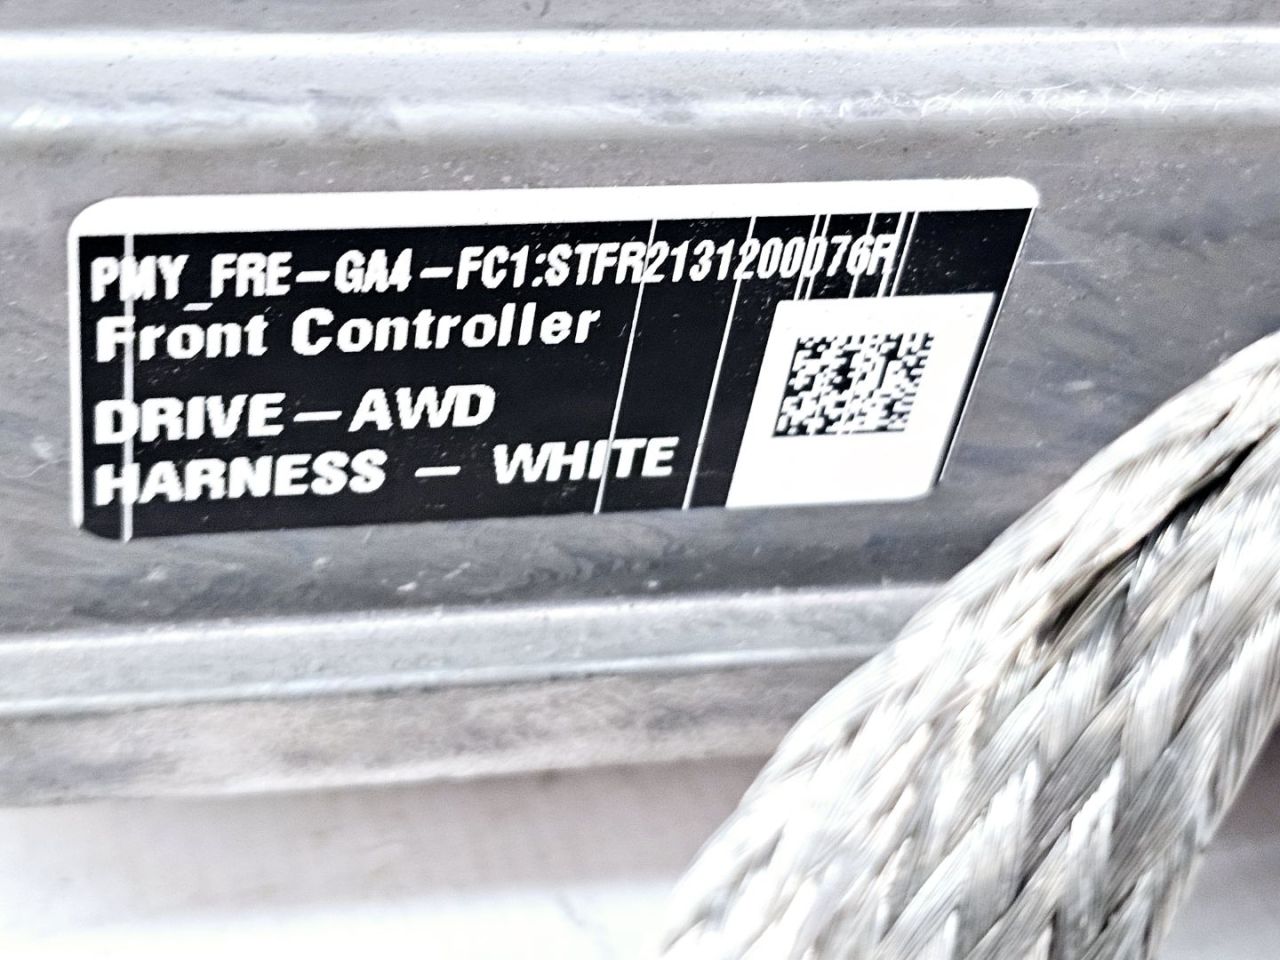 PMY_FRE-GA4-FC1:STFR2131200076R
Front Controller
DRIVE-AWD
HARNESS - WHITE